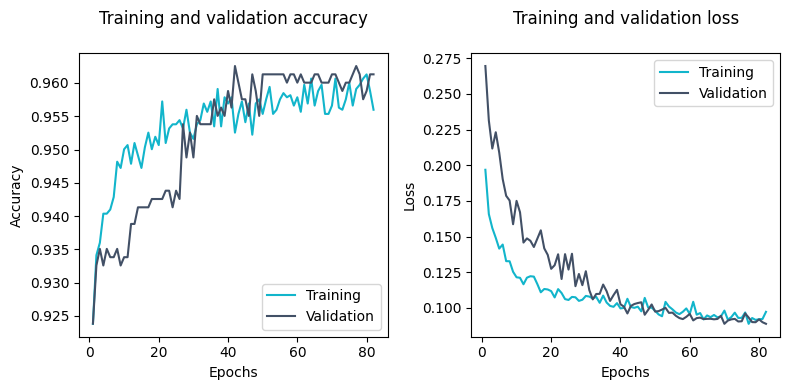 Training and validation accuracy
0.960
0.955
0.950
0.945
0.940
0.935
0.930
0.925
Accuracy
0
20
40
60
80
Epochs
Training
Validation
Training and validation loss
0.275
0.250
0.225
0.200
0.175
0.150
0.125
0.100
Loss
0
20
40
60
80
Epochs
Training
Validation